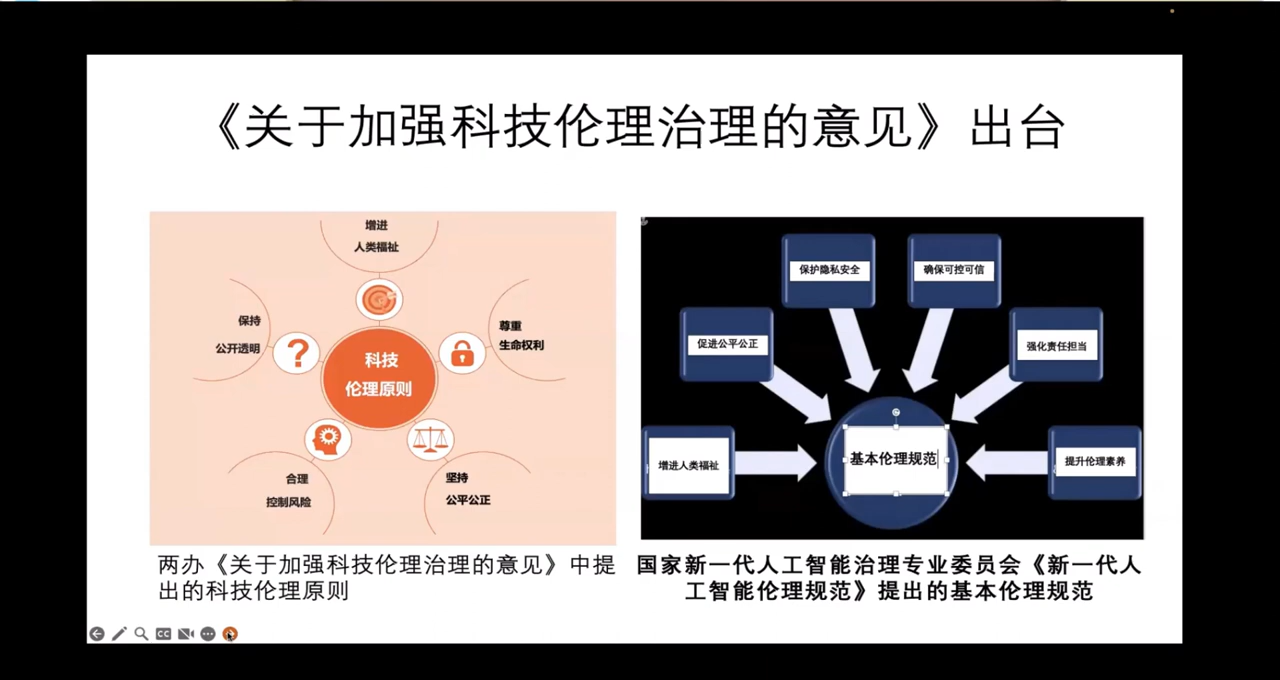 《关于加强科技伦理治理的意见》出台
增进
人类福祉
保持
公开透明
尊重
生命权利
科技
伦理原则
合理
控制风险
坚持
公平公正
保护隐私安全
确保可控可信
促进公平公正
强化责任担当
增进人类福祉
基本伦理规范
提升伦理素养
两办《关于加强科技伦理治理的意见》中提
出的科技伦理原则
国家新一代人工智能治理专业委员会《新一代人
工智能伦理规范》提出的基本伦理规范
CC